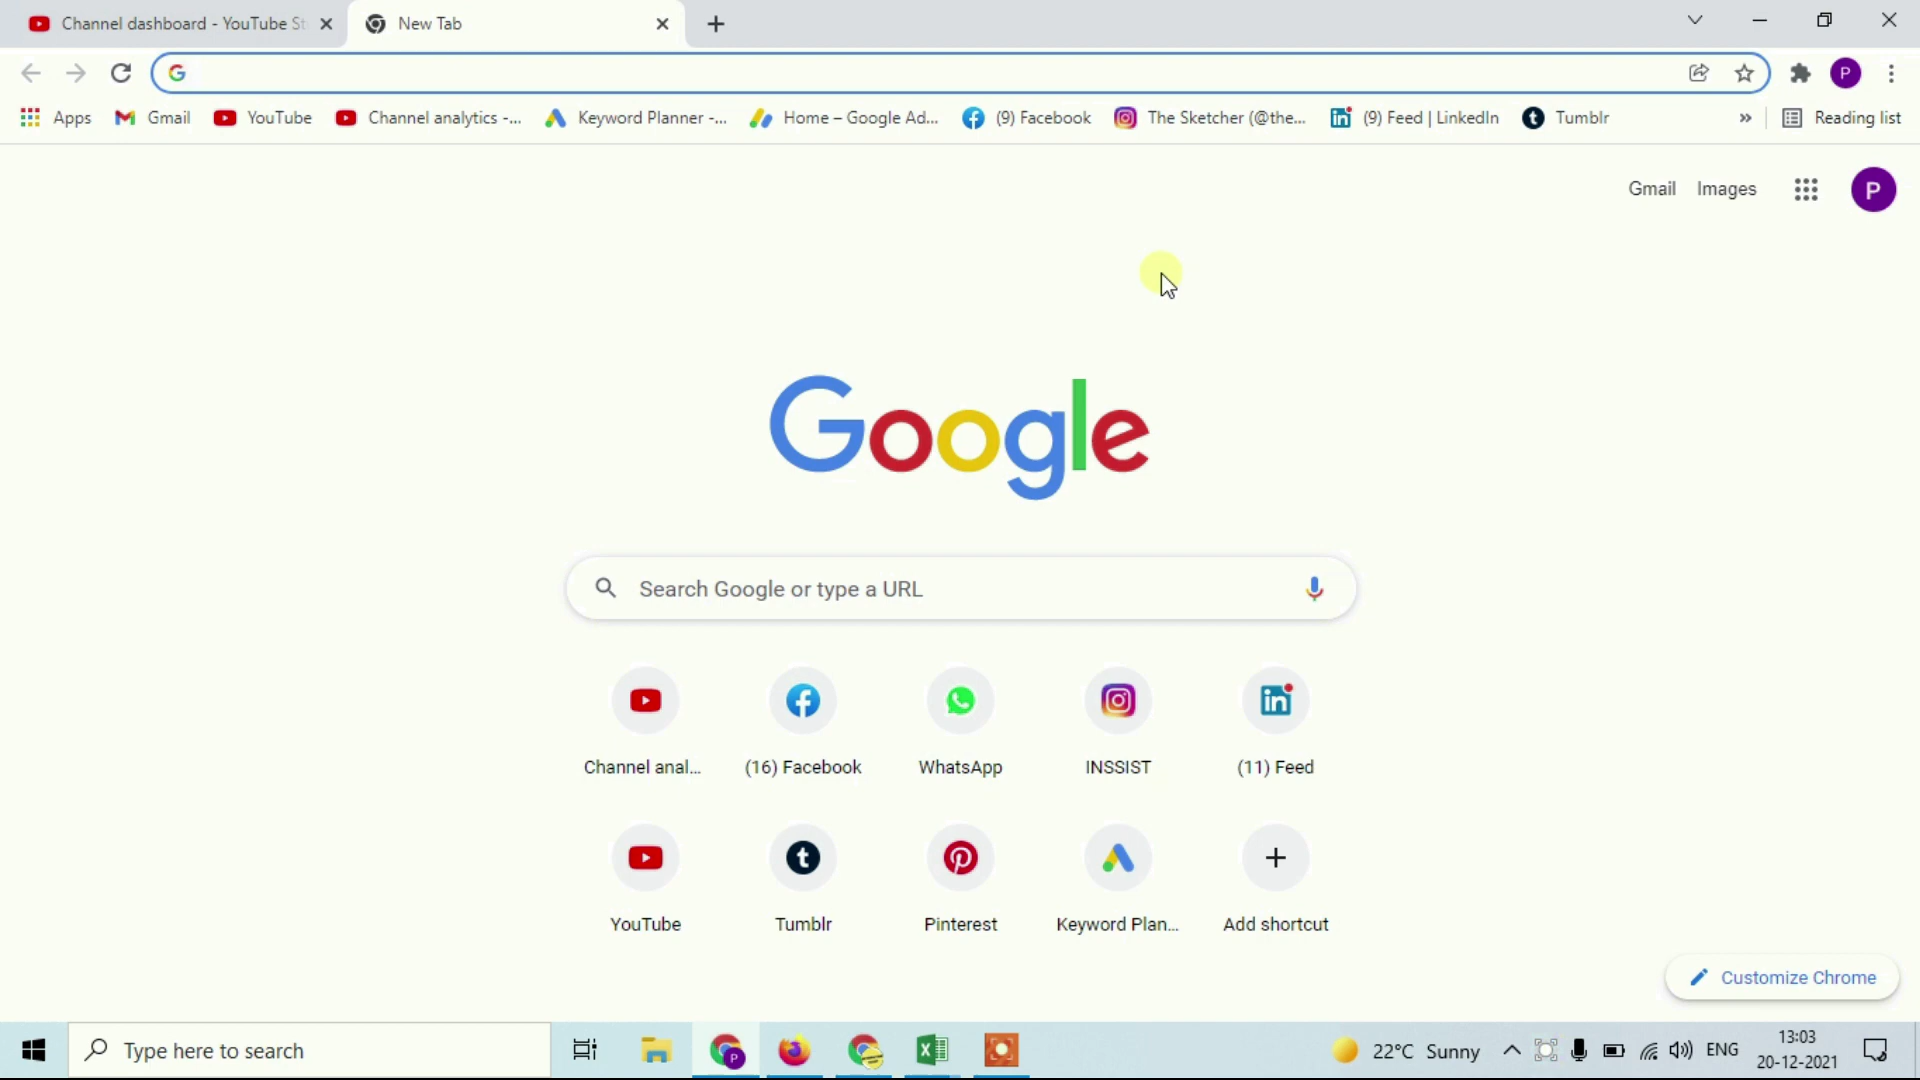 Channel dashboard - YouTube St
New Tab
Apps
Gmail
YouTube
Channel analytics -...
Keyword Planner -...
Home – Google Ad...
(9) Facebook
The Sketcher (@the...
(9) Feed | LinkedIn
Tumblr
»
Reading list
P
Gmail
Images
P
Google
Search Google or type a URL
Channel anal...
(16) Facebook
WhatsApp
INSSIST
(11) Feed
YouTube
Tumblr
Pinterest
Keyword Plan...
Add shortcut
Customize Chrome
Type here to search
22°C Sunny
ENG
13:03
20-12-2021